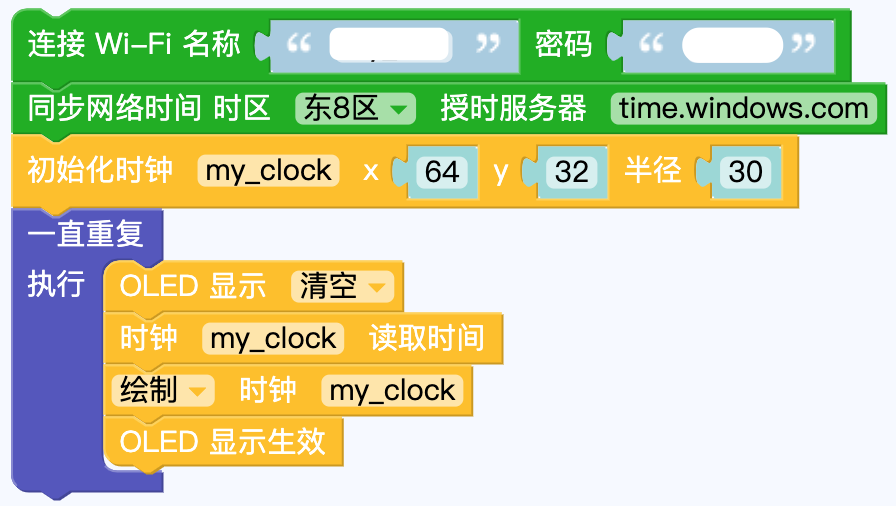 连接 Wi-Fi 名称 “ ” 密码 “ ”
同步网络时间 时区 东8区 授时服务器 time.windows.com
初始化时钟 my_clock x 64 y 32 半径 30
一直重复
执行 OLED 显示 清空
时钟 my_clock 读取时间
绘制 时钟 my_clock
OLED 显示生效